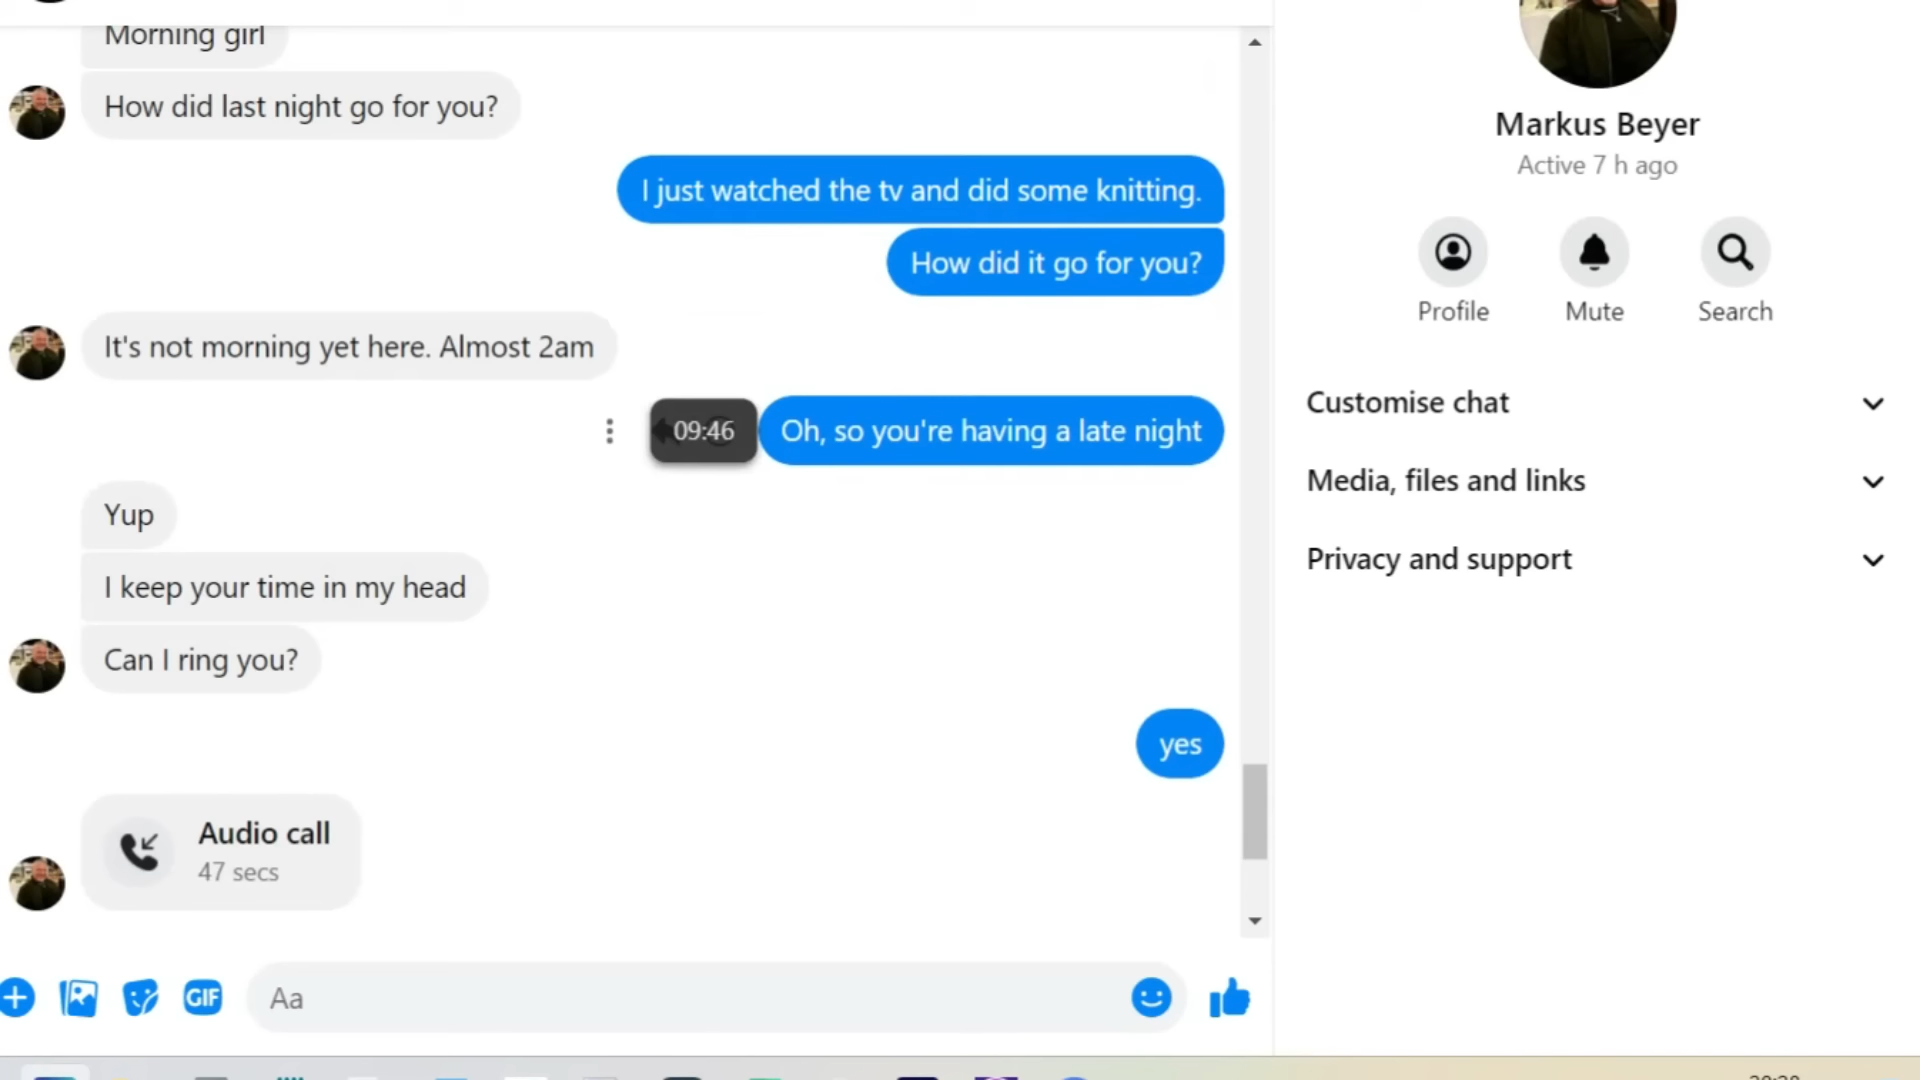 Morning girl
How did last night go for you?
I just watched the tv and did some knitting.
How did it go for you?
It's not morning yet here. Almost 2am
09:46
Oh, so you're having a late night
Yup
I keep your time in my head
Can I ring you?
yes
Audio call
47 secs
GIF
Aa
Markus Beyer
Active 7 h ago
Profile
Mute
Search
Customise chat
Media, files and links
Privacy and support